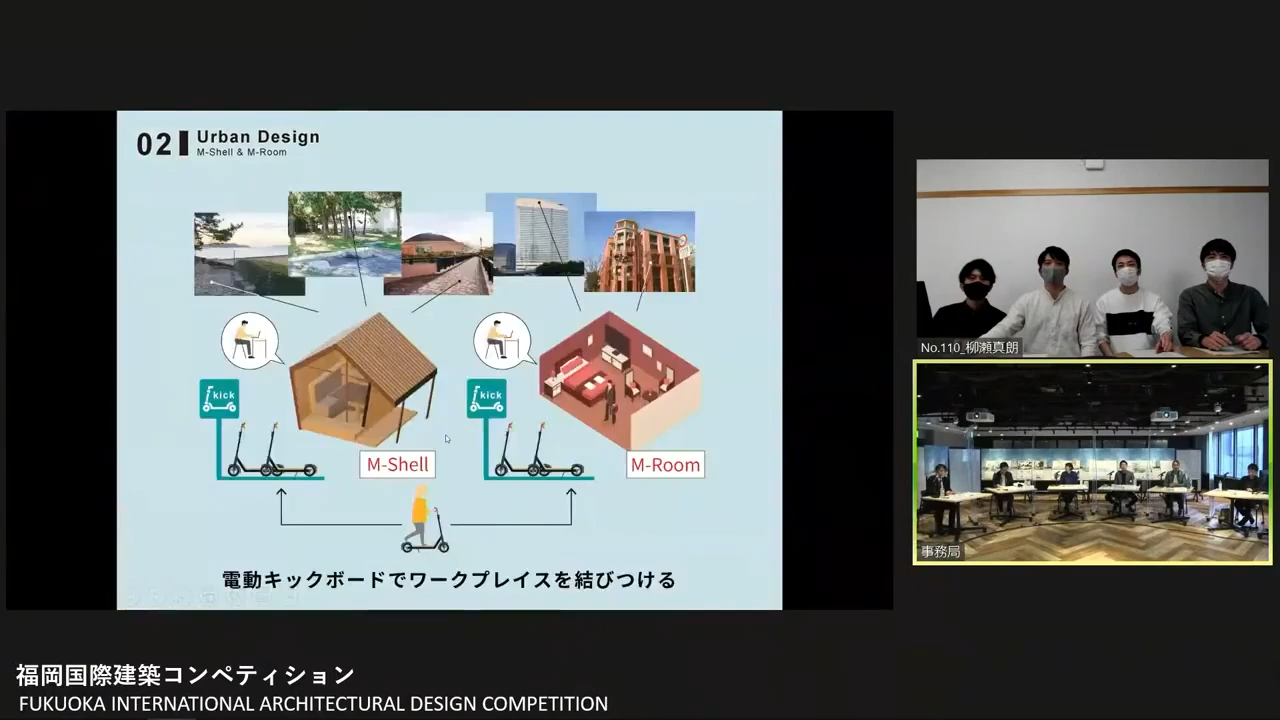 02 Urban Design
M-Shell & M-Room
kick
kick
M-Shell
M-Room
電動キックボードでワークプレイスを結びつける
No.110_柳瀬真朗
事務局
福岡国際建築コンペティション
FUKUOKA INTERNATIONAL ARCHITECTURAL DESIGN COMPETITION